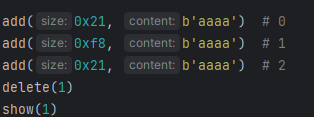 add( size: 0x21, content: b'aaaa') # 0
add( size: 0xf8, content: b'aaaa') # 1
add( size: 0x21, content: b'aaaa') # 2
delete(1)
show(1)